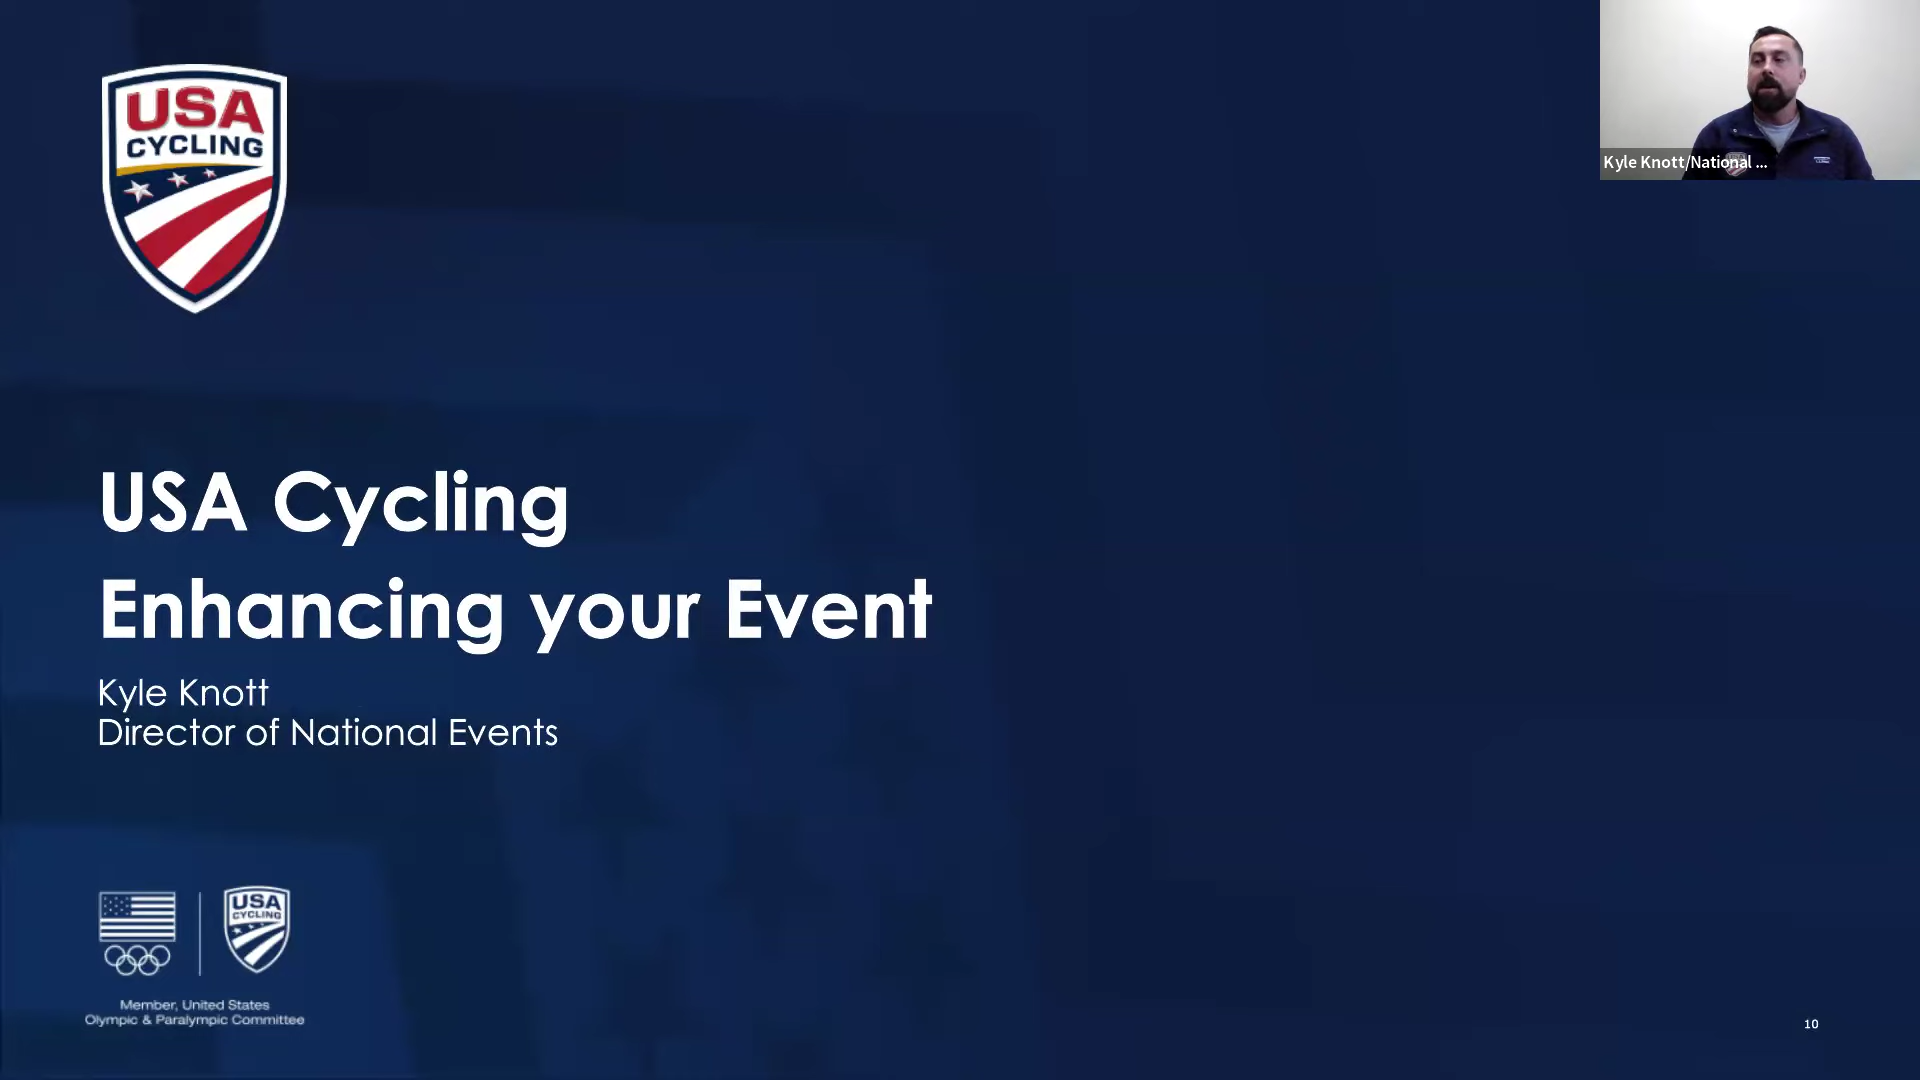 USA
CYCLING
Kyle Knott/National ...
USA Cycling
Enhancing your Event
Kyle Knott
Director of National Events
USA
CYCLING
Member, United States
Olympic & Paralympic Committee
10